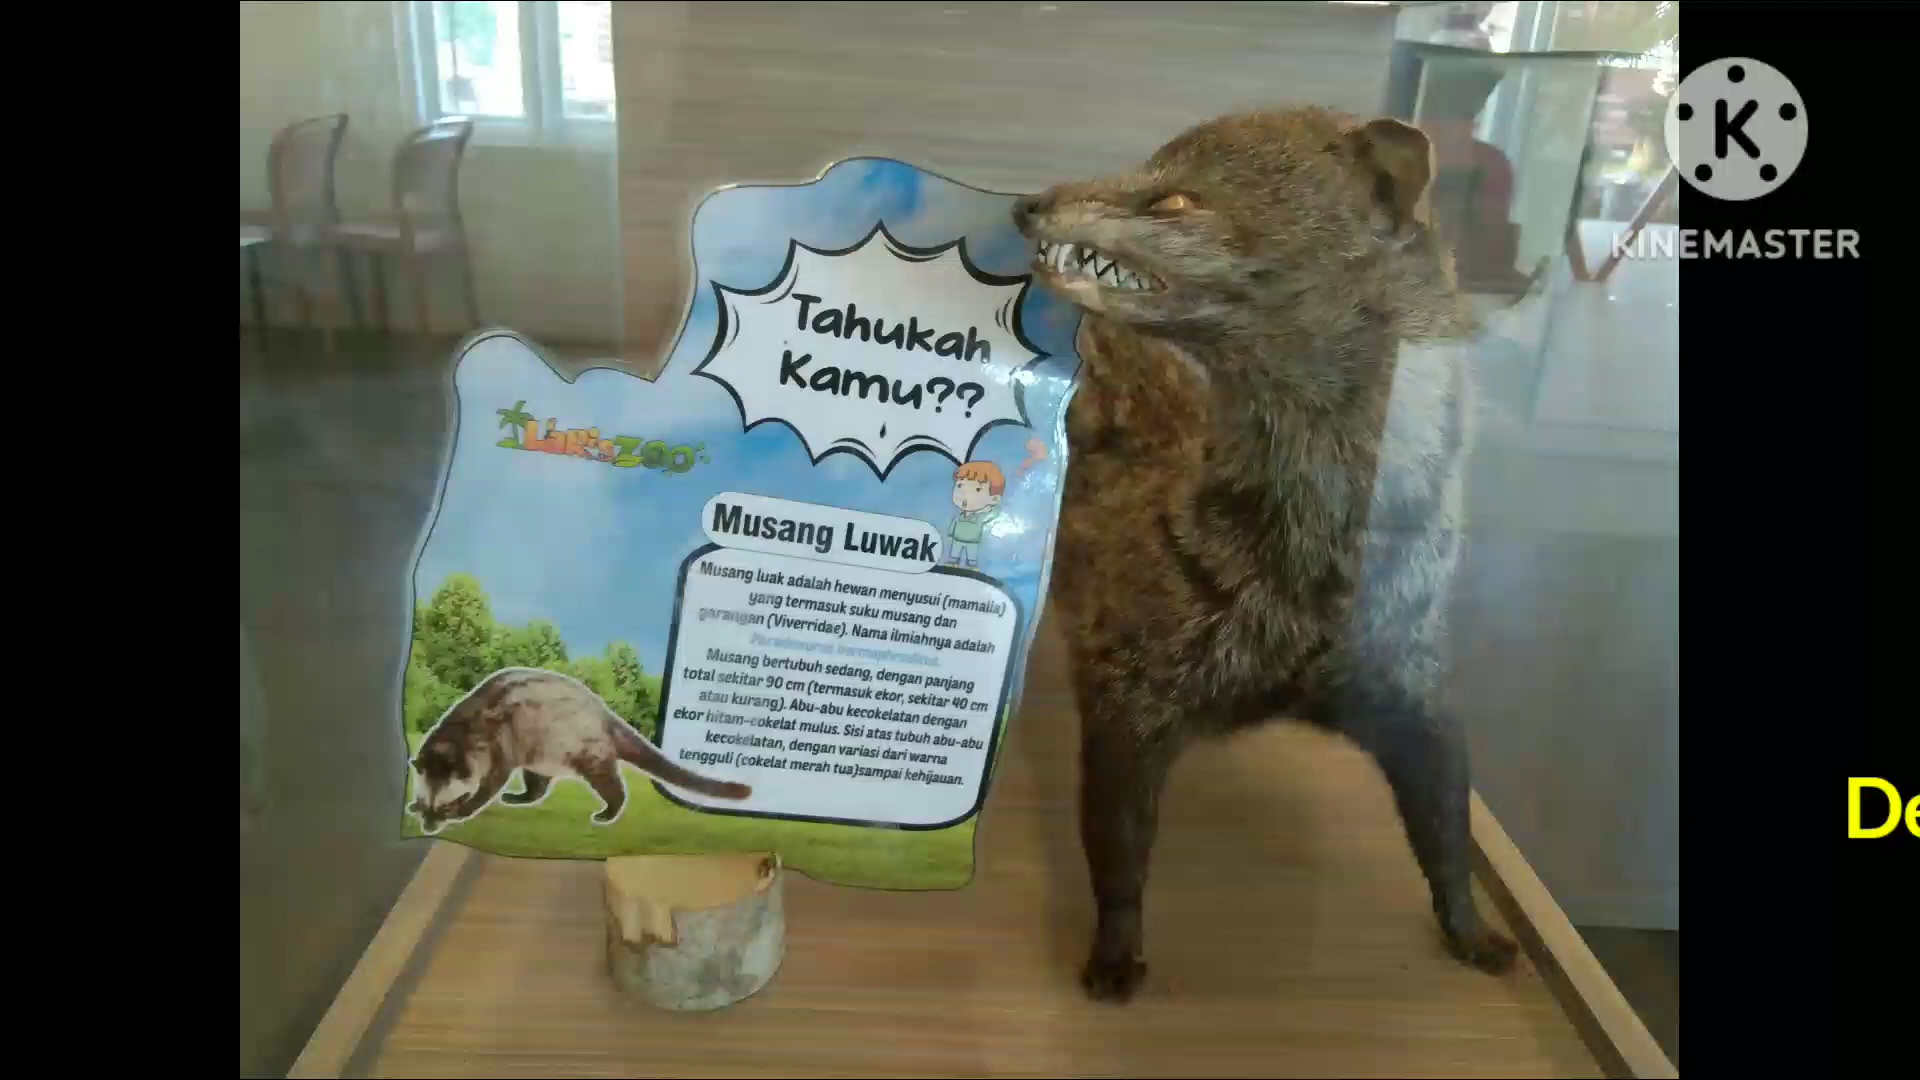 Tahukah
Kamu??
Musang Luwak
Musang luak adalah hewan menyusui (mamalia)
yang termasuk suku musang dan
garangan (Viverridae). Nama ilmiahnya adalah
Paradoxurus hermaphroditus.
Musang bertubuh sedang, dengan panjang
total sekitar 90 cm (termasuk ekor, sekitar 40 cm
atau kurang). Abu-abu kecokelatan dengan
ekor hitam-cokelat mulus. Sisi atas tubuh abu-abu
kecokelatan, dengan variasi dari warna
tengguli (cokelat merah tua)sampai kehijauan.
K
KINEMASTER
De